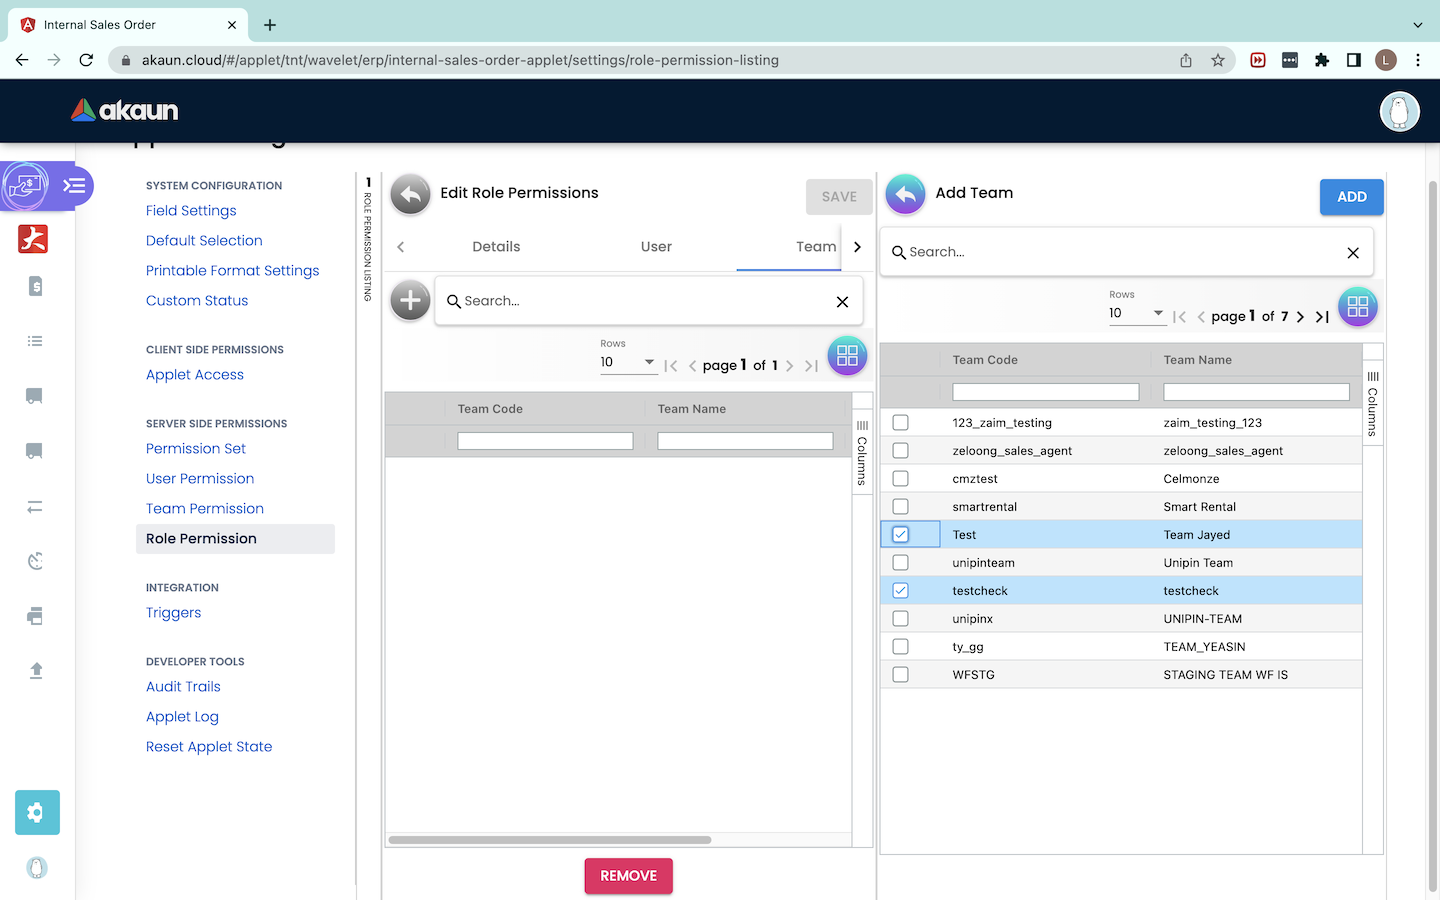 Internal Sales Order
akaun.cloud/#/applet/tnt/wavelet/erp/internal-sales-order-applet/settings/role-permission-listing
L
akaun
SYSTEM CONFIGURATION
Field Settings
Default Selection
Printable Format Settings
Custom Status
CLIENT SIDE PERMISSIONS
Applet Access
SERVER SIDE PERMISSIONS
Permission Set
User Permission
Team Permission
Role Permission
INTEGRATION
Triggers
DEVELOPER TOOLS
Audit Trails
Applet Log
Reset Applet State
1 ROLE PERMISSION LISTING
Edit Role Permissions
SAVE
Details User Team
Search...
Rows
10 page 1 of 1
Team Code Team Name
Columns
REMOVE
Add Team
ADD
Search...
Rows
10 page 1 of 7
Team Code Team Name
Columns
123_zaim_testing zaim_testing_123
zeloong_sales_agent zeloong_sales_agent
cmztest Celmonze
smartrental Smart Rental
Test Team Jayed
unipinteam Unipin Team
testcheck testcheck
unipinx UNIPIN-TEAM
ty_gg TEAM_YEASIN
WFSTG STAGING TEAM WF IS